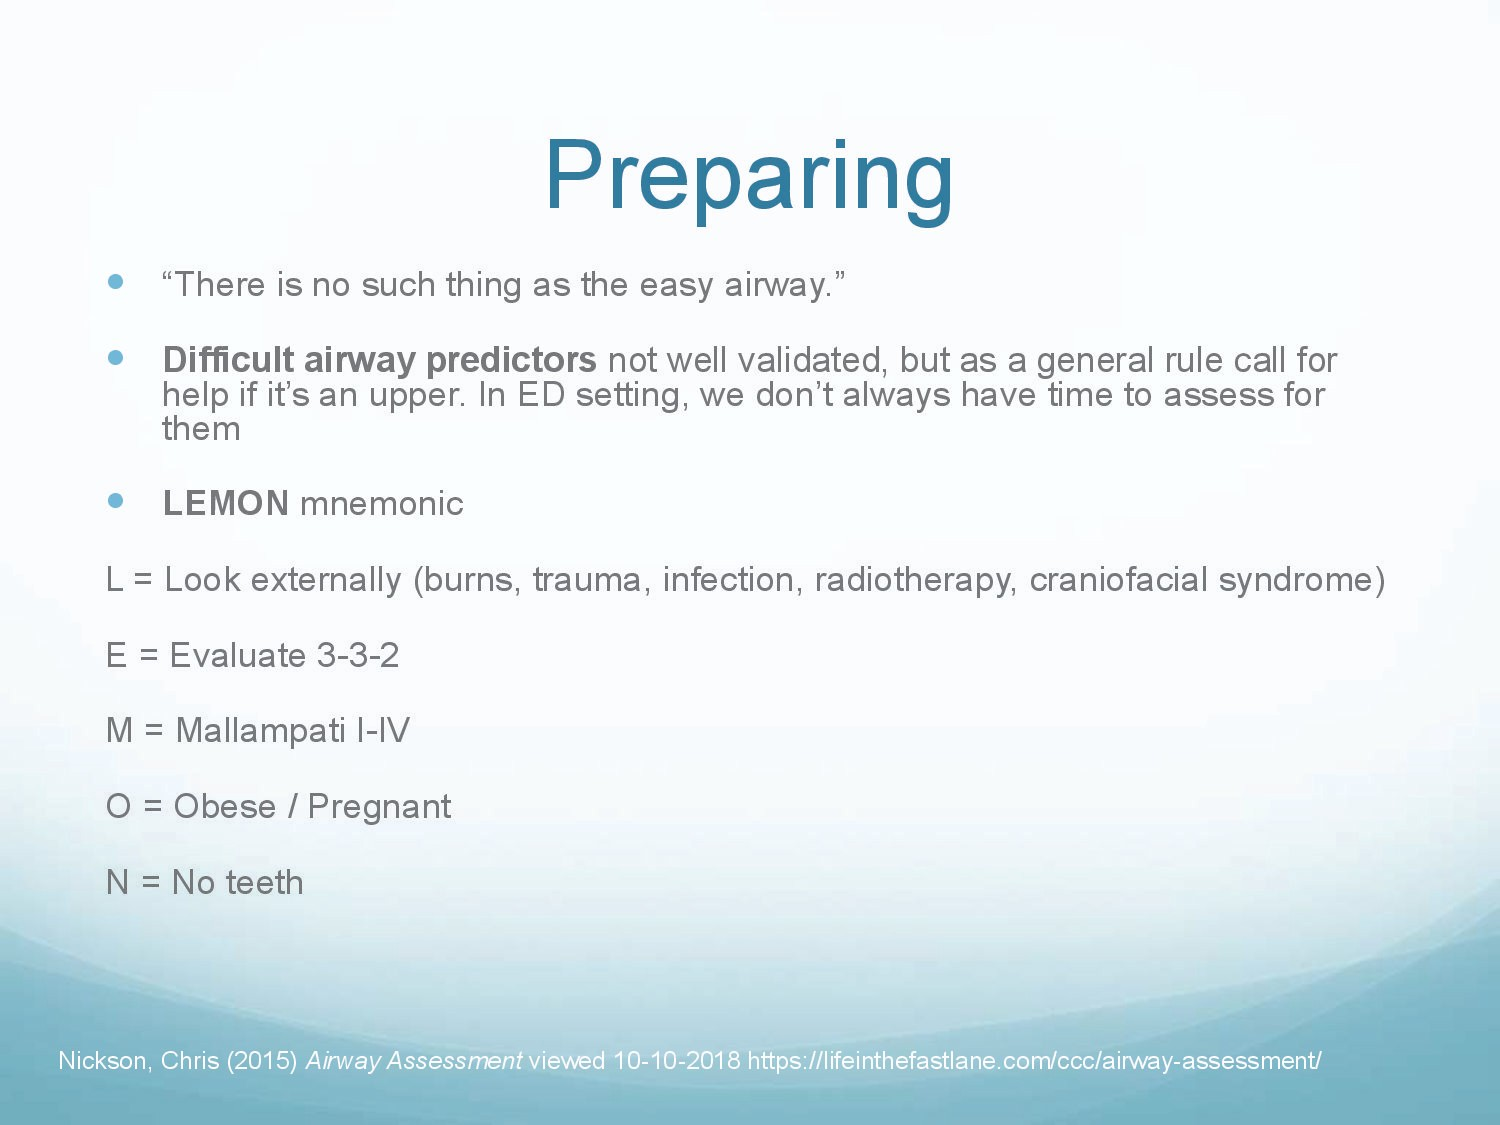 Preparing
“There is no such thing as the easy airway.”
Difficult airway predictors not well validated, but as a general rule call for
help if it’s an upper. In ED setting, we don’t always have time to assess for
them
LEMON mnemonic
L = Look externally (burns, trauma, infection, radiotherapy, craniofacial syndrome)
E = Evaluate 3-3-2
M = Mallampati I-IV
O = Obese / Pregnant
N = No teeth
Nickson, Chris (2015) Airway Assessment viewed 10-10-2018 https://lifeinthefastlane.com/ccc/airway-assessment/